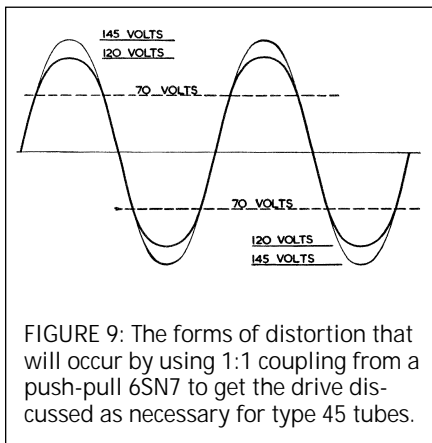 145 VOLTS
120 VOLTS
70 VOLTS
70 VOLTS
120 VOLTS
145 VOLTS
FIGURE 9: The forms of distortion that
will occur by using 1:1 coupling from a
push-pull 6SN7 to get the drive dis-
cussed as necessary for type 45 tubes.